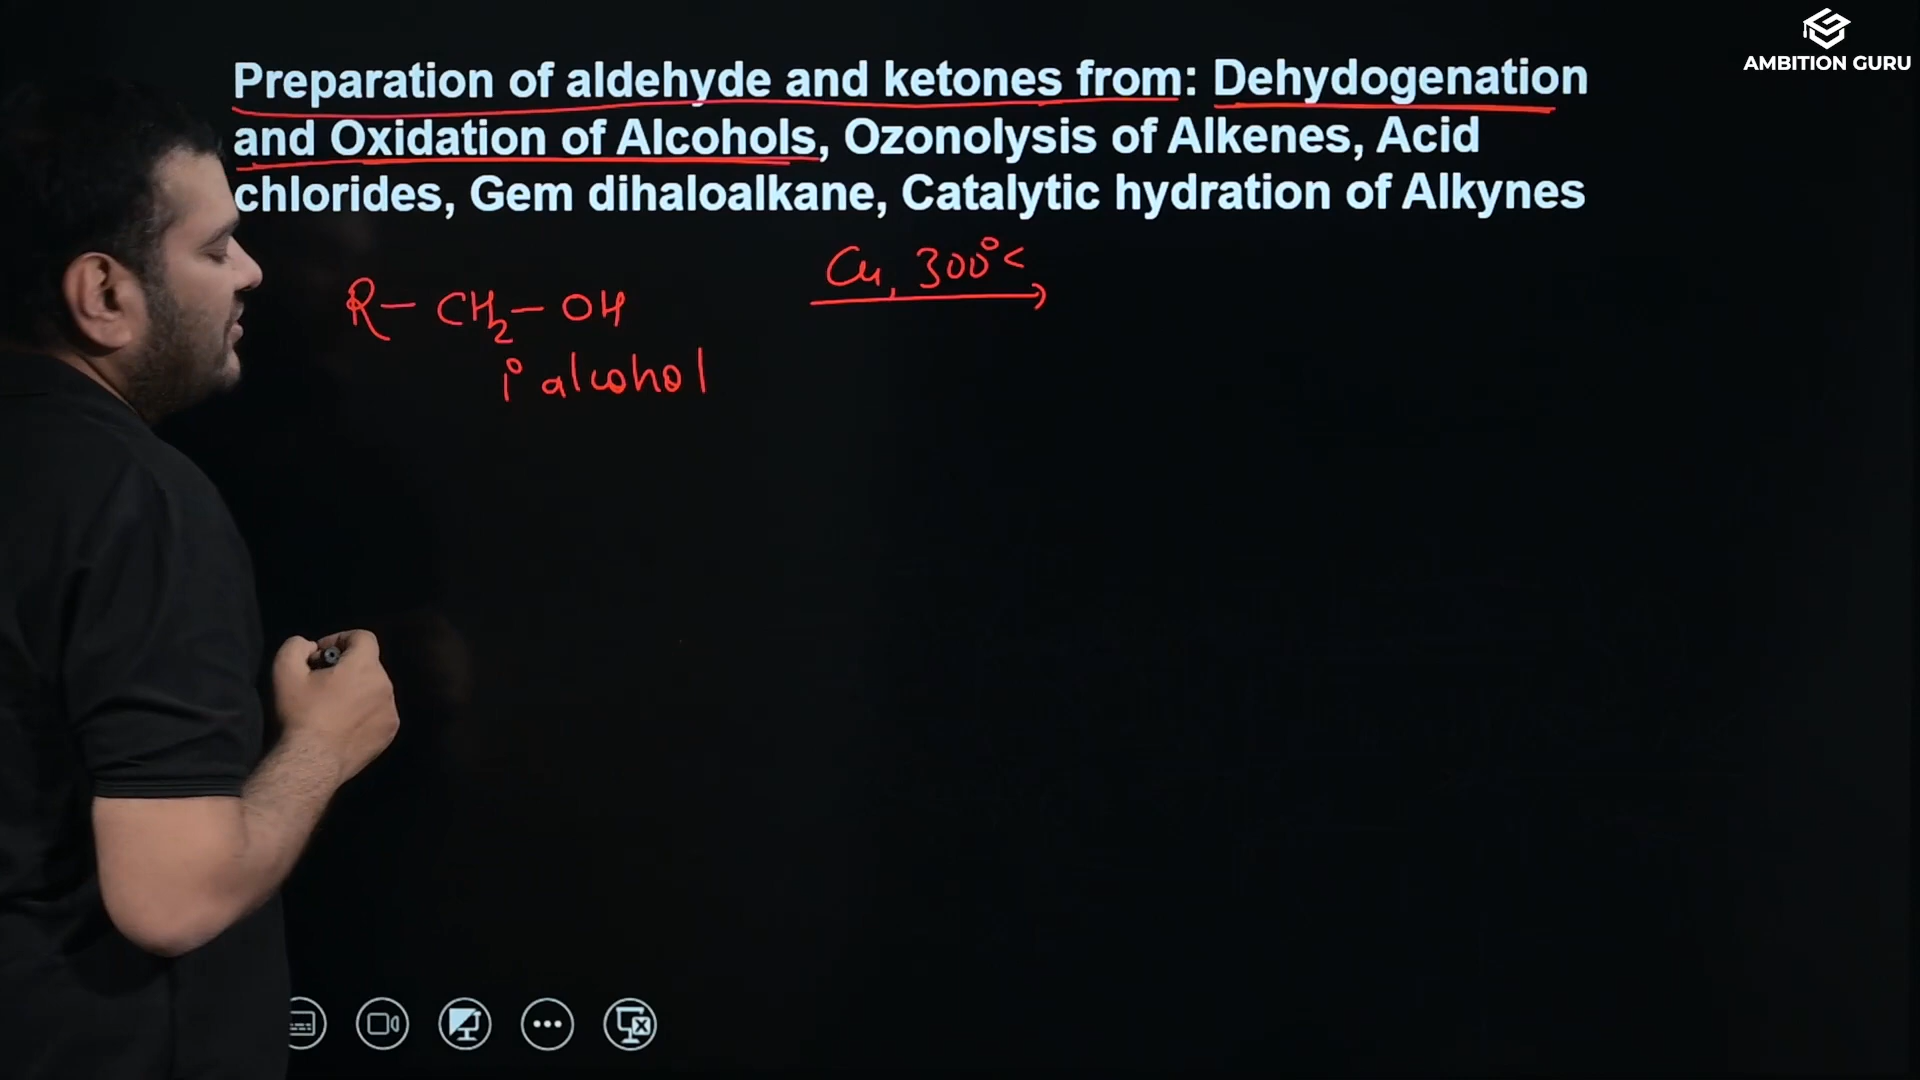 AMBITION GURU
Preparation of aldehyde and ketones from: Dehydogenation
and Oxidation of Alcohols, Ozonolysis of Alkenes, Acid
chlorides, Gem dihaloalkane, Catalytic hydration of Alkynes
Cu, 300°C
R-CH₂-OH
1° alcohol